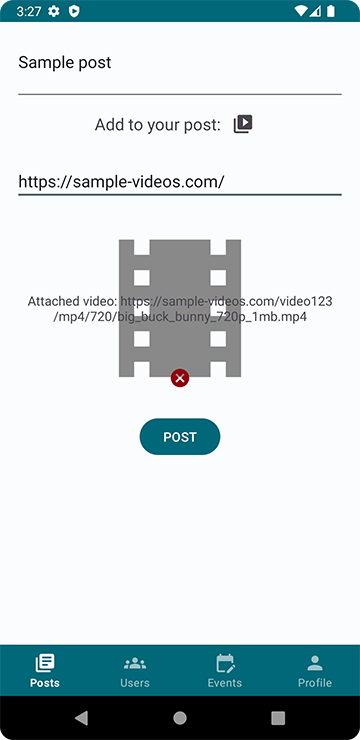 3:27
Sample post
Add to your post:
https://sample-videos.com/
Attached video: https://sample-videos.com/video123
/mp4/720/big_buck_bunny_720p_1mb.mp4
POST
Posts Users Events Profile